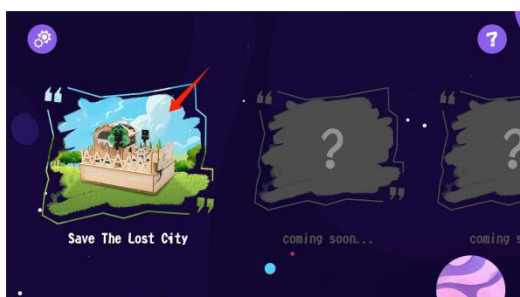 ?
? ?
Save The Lost City
coming soon...
coming s